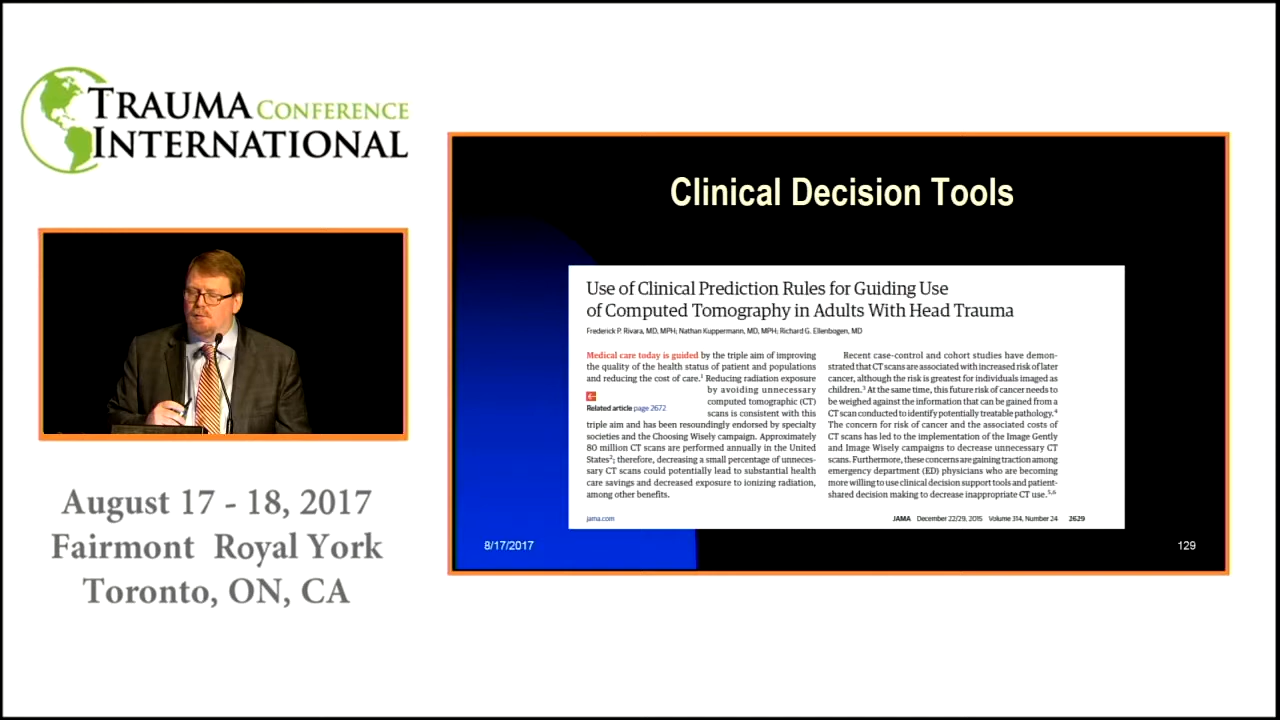 TRAUMA CONFERENCE
INTERNATIONAL
August 17 - 18, 2017
Fairmont Royal York
Toronto, ON, CA
Clinical Decision Tools
Use of Clinical Prediction Rules for Guiding Use
of Computed Tomography in Adults With Head Trauma
Frederick P. Rivara, MD, MPH; Nathan Kuppermann, MD, MPH; Richard G. Ellenbogen, MD
Medical care today is guided by the triple aim of improving
the quality of the health status of patient and populations
and reducing the cost of care.1 Reducing radiation exposure
by avoiding unnecessary
computed tomographic (CT)
scans is consistent with this
Related article page 2672
triple aim and has been resoundingly endorsed by specialty
societies and the Choosing Wisely campaign. Approximately
80 million CT scans are performed annually in the United
States2; therefore, decreasing a small percentage of unneces-
sary CT scans could potentially lead to substantial health
care savings and decreased exposure to ionizing radiation,
among other benefits.
Recent case-control and cohort studies have demon-
strated that CT scans are associated with increased risk of later
cancer, although the risk is greatest for individuals imaged as
children.3 At the same time, this future risk of cancer needs to
be weighed against the information that can be gained from a
CT scan conducted to identify potentially treatable pathology.4
The concern for risk of cancer and the associated costs of
CT scans has led to the implementation of the Image Gently
and Image Wisely campaigns to decrease unnecessary CT
scans. Furthermore, these concerns are gaining traction among
emergency department (ED) physicians who are becoming
more willing to use clinical decision support tools and patient-
shared decision making to decrease inappropriate CT use.5,6
jama.com
JAMA December 22/29, 2015 Volume 314, Number 24 2629
8/17/2017
129